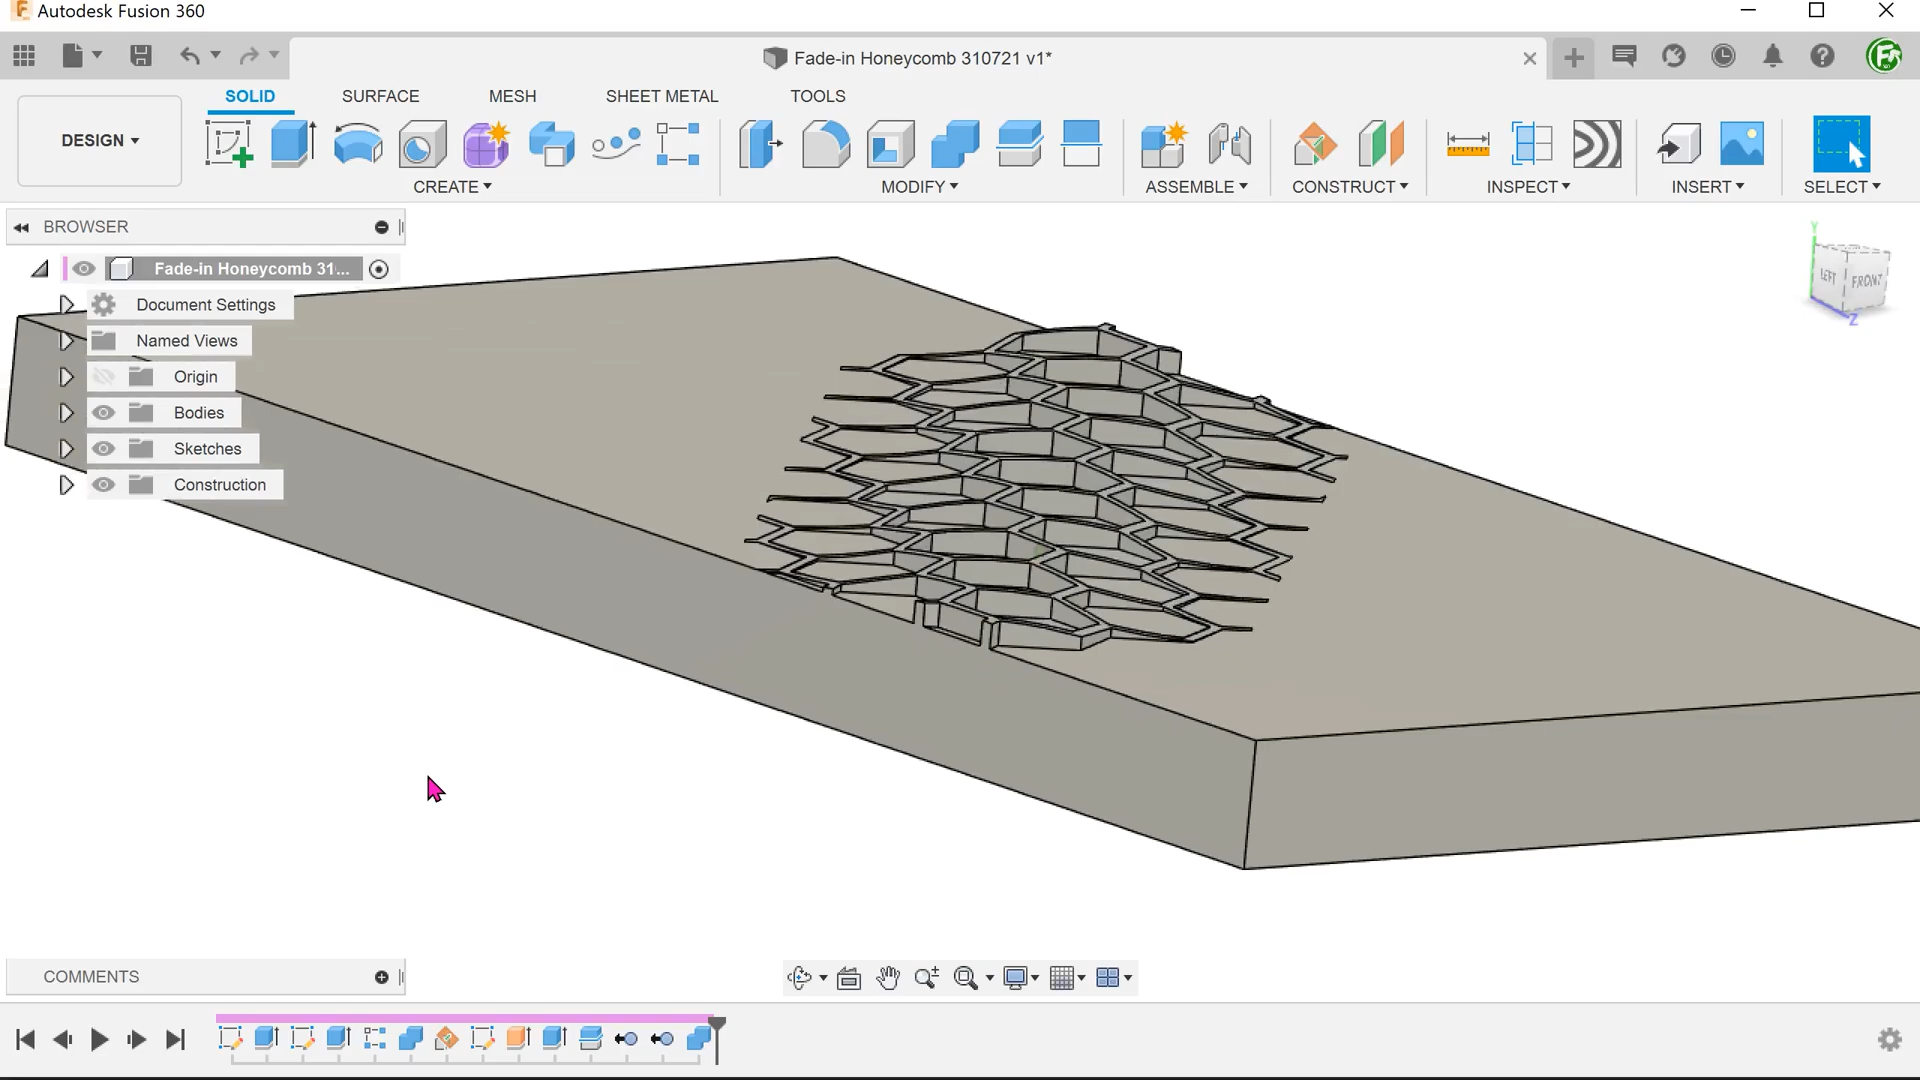 Autodesk Fusion 360
Fade-in Honeycomb 310721 v1*
SOLID SURFACE MESH SHEET METAL TOOLS
DESIGN
CREATE MODIFY ASSEMBLE CONSTRUCT INSPECT INSERT SELECT
BROWSER
Fade-in Honeycomb 31...
Document Settings
Named Views
Origin
Bodies
Sketches
Construction
Y
LEFT FRONT
Z
COMMENTS